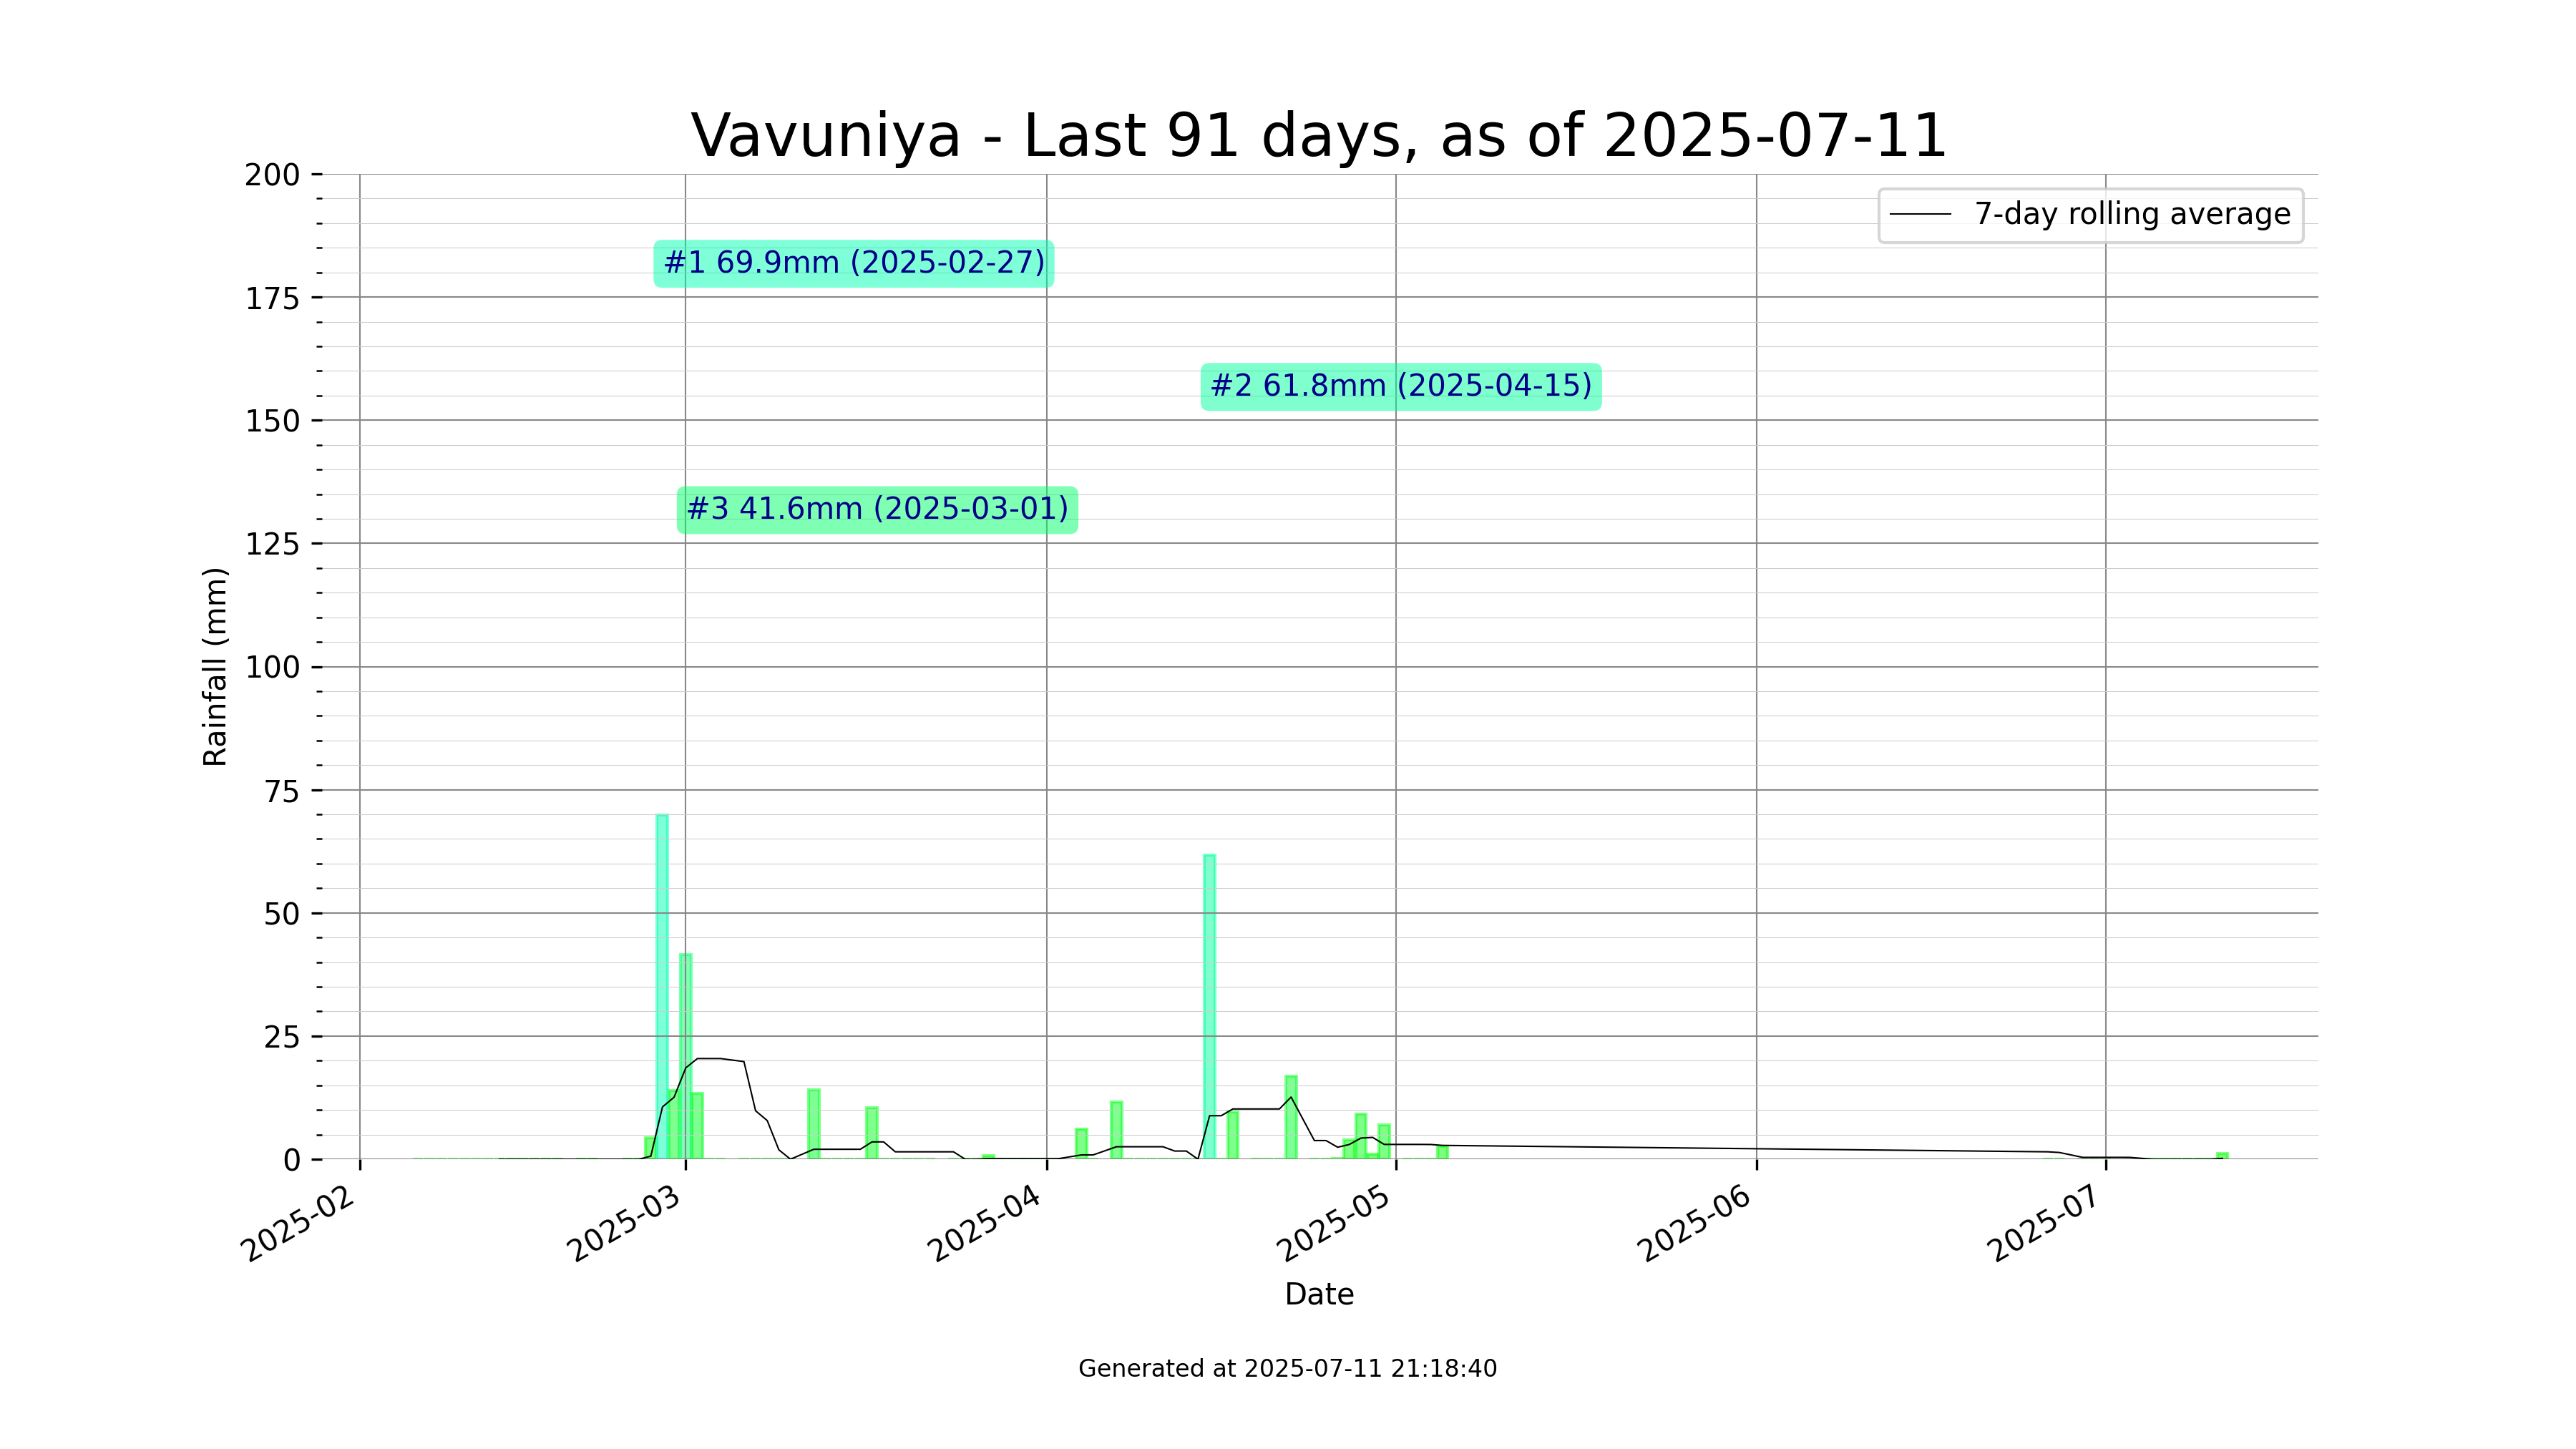 Vavuniya - Last 91 days, as of 2025-07-11
200
175
150
125
100
75
50
25
0
Rainfall (mm)
7-day rolling average
#1 69.9mm (2025-02-27)
#2 61.8mm (2025-04-15)
#3 41.6mm (2025-03-01)
2025-02
2025-03
2025-04
2025-05
2025-06
2025-07
Date
Generated at 2025-07-11 21:18:40